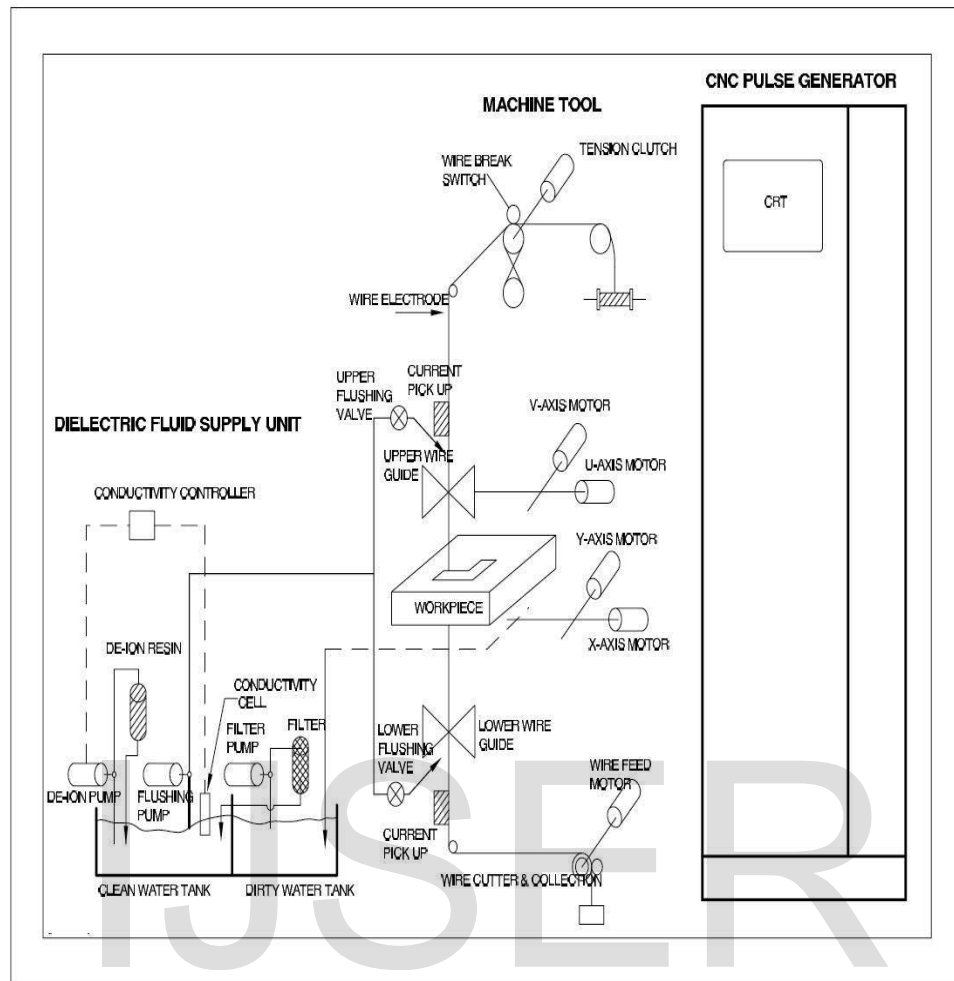 CNC PULSE GENERATOR
MACHINE TOOL
TENSION CLUTCH
WIRE BREAK
SWITCH
CRT
WIRE ELECTRODE
CURRENT
PICK UP
UPPER
FLUSHING
VALVE
V-AXIS MOTOR
DIELECTRIC FLUID SUPPLY UNIT
UPPER WIRE
GUIDE
U-AXIS MOTOR
CONDUCTIVITY CONTROLLER
Y-AXIS MOTOR
WORKPIECE
X-AXIS MOTOR
DE-ION RESIN
CONDUCTIVITY
CELL
FILTER
PUMP
FILTER
LOWER
FLUSHING
VALVE
LOWER WIRE
GUIDE
WIRE FEED
MOTOR
DE-ION PUMP
FLUSHING
PUMP
CURRENT
PICK UP
WIRE CUTTER & COLLECTION
CLEAN WATER TANK
DIRTY WATER TANK
IJSER